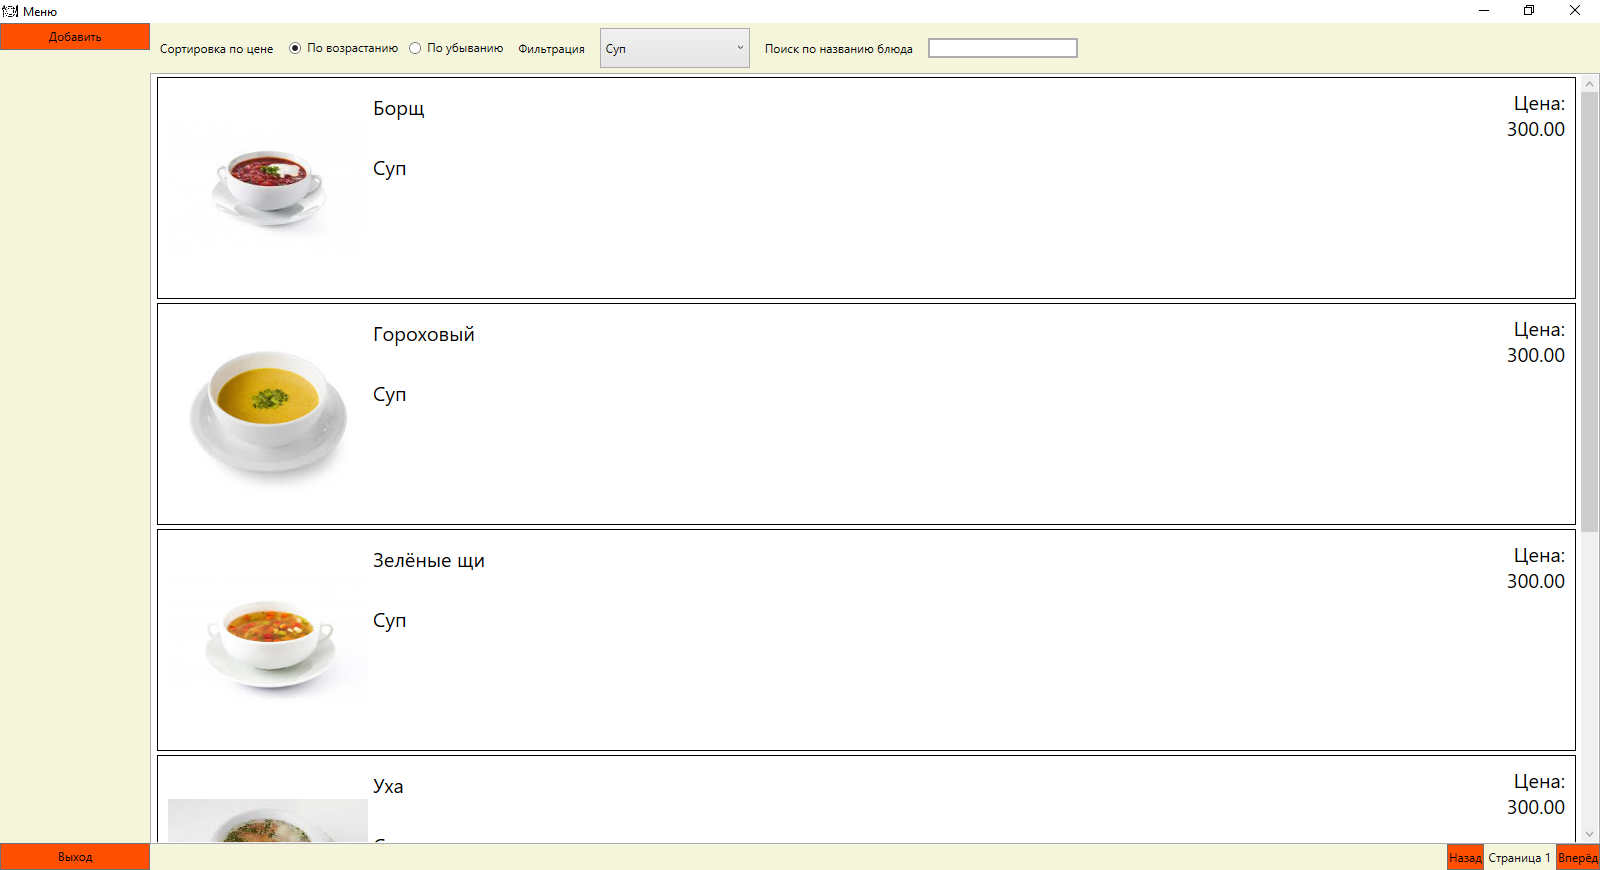 Меню
Добавить
Сортировка по цене По возрастанию По убыванию Фильтрация Суп Поиск по названию блюда
Борщ
Суп
Цена:
300.00
Гороховый
Суп
Цена:
300.00
Зелёные щи
Суп
Цена:
300.00
Уха
Цена:
300.00
Выход
Назад Страница 1 Вперёд